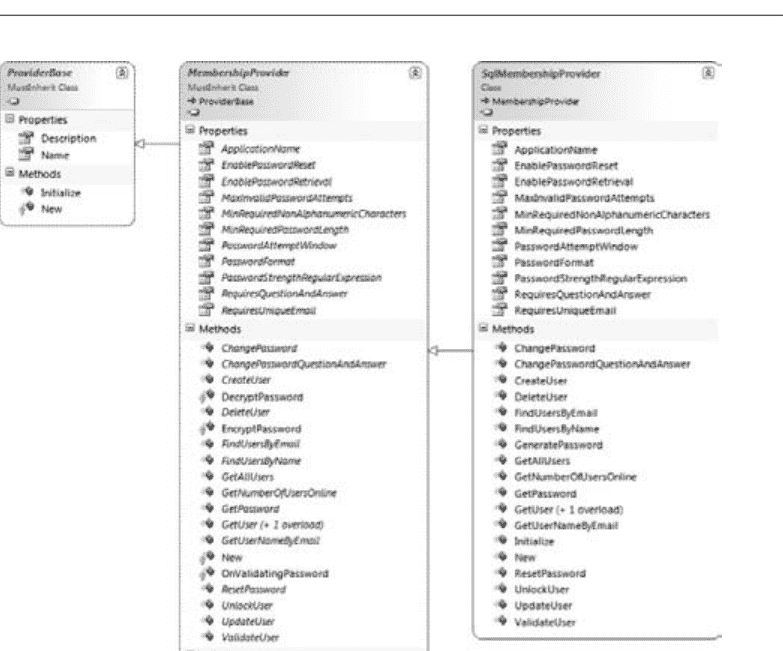 ProviderBase
MustInherit Class
Properties
Description
Name
Methods
Initialize
New
MembershipProvider
MustInherit Class
ProviderBase
Properties
ApplicationName
EnablePasswordReset
EnablePasswordRetrieval
MaxInvalidPasswordAttempts
MinRequiredNonAlphanumericCharacters
MinRequiredPasswordLength
PasswordAttemptWindow
PasswordFormat
PasswordStrengthRegularExpression
RequiresQuestionAndAnswer
RequiresUniqueEmail
Methods
ChangePassword
ChangePasswordQuestionAndAnswer
CreateUser
DecryptPassword
DeleteUser
EncryptPassword
FindUsersByEmail
FindUsersByName
GetAllUsers
GetNumberOfUsersOnline
GetPassword
GetUser (+ 1 overload)
GetUserNameByEmail
New
OnValidatingPassword
ResetPassword
UnlockUser
UpdateUser
ValidateUser
SqlMembershipProvider
Class
MembershipProvider
Properties
ApplicationName
EnablePasswordReset
EnablePasswordRetrieval
MaxInvalidPasswordAttempts
MinRequiredNonAlphanumericCharacters
MinRequiredPasswordLength
PasswordAttemptWindow
PasswordFormat
PasswordStrengthRegularExpression
RequiresQuestionAndAnswer
RequiresUniqueEmail
Methods
ChangePassword
ChangePasswordQuestionAndAnswer
CreateUser
DeleteUser
FindUsersByEmail
FindUsersByName
GeneratePassword
GetAllUsers
GetNumberOfUsersOnline
GetPassword
GetUser (+ 1 overload)
GetUserNameByEmail
Initialize
New
ResetPassword
UnlockUser
UpdateUser
ValidateUser